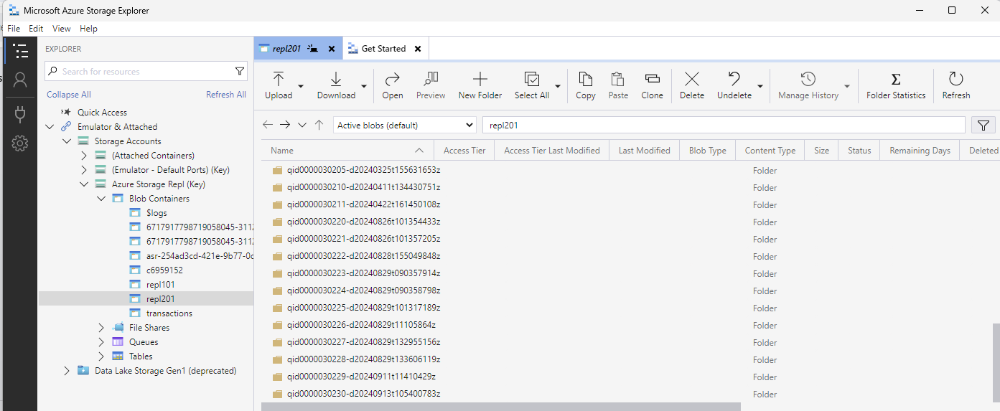 Microsoft Azure Storage Explorer
File Edit View Help
EXPLORER
Search for resources
Collapse All Refresh All
Quick Access
Emulator & Attached
Storage Accounts
(Attached Containers)
(Emulator - Default Ports) (Key)
Azure Storage Repl (Key)
Blob Containers
$logs
6717917798719058045-3112
6717917798719058045-3112
asr-254ad3cd-421e-9b77-0c
c6959152
repl101
repl201
transactions
File Shares
Queues
Tables
Data Lake Storage Gen1 (deprecated)
repl201 Get Started
Upload Download Open Preview New Folder Select All Copy Paste Clone Delete Undelete Manage History Folder Statistics Refresh
Active blobs (default) repl201
Name Access Tier Access Tier Last Modified Last Modified Blob Type Content Type Size Status Remaining Days Deleted
qid0000030205-d20240325t155631653z Folder
qid0000030210-d20240411t134430751z Folder
qid0000030211-d20240422t161450108z Folder
qid0000030220-d20240826t101354433z Folder
qid0000030221-d20240826t101357205z Folder
qid0000030222-d20240828t155049848z Folder
qid0000030223-d20240829t090357914z Folder
qid0000030224-d20240829t090358798z Folder
qid0000030225-d20240829t101317189z Folder
qid0000030226-d20240829t11105864z Folder
qid0000030227-d20240829t132955156z Folder
qid0000030228-d20240829t133606119z Folder
qid0000030229-d20240911t11410429z Folder
qid0000030230-d20240913t105400783z Folder